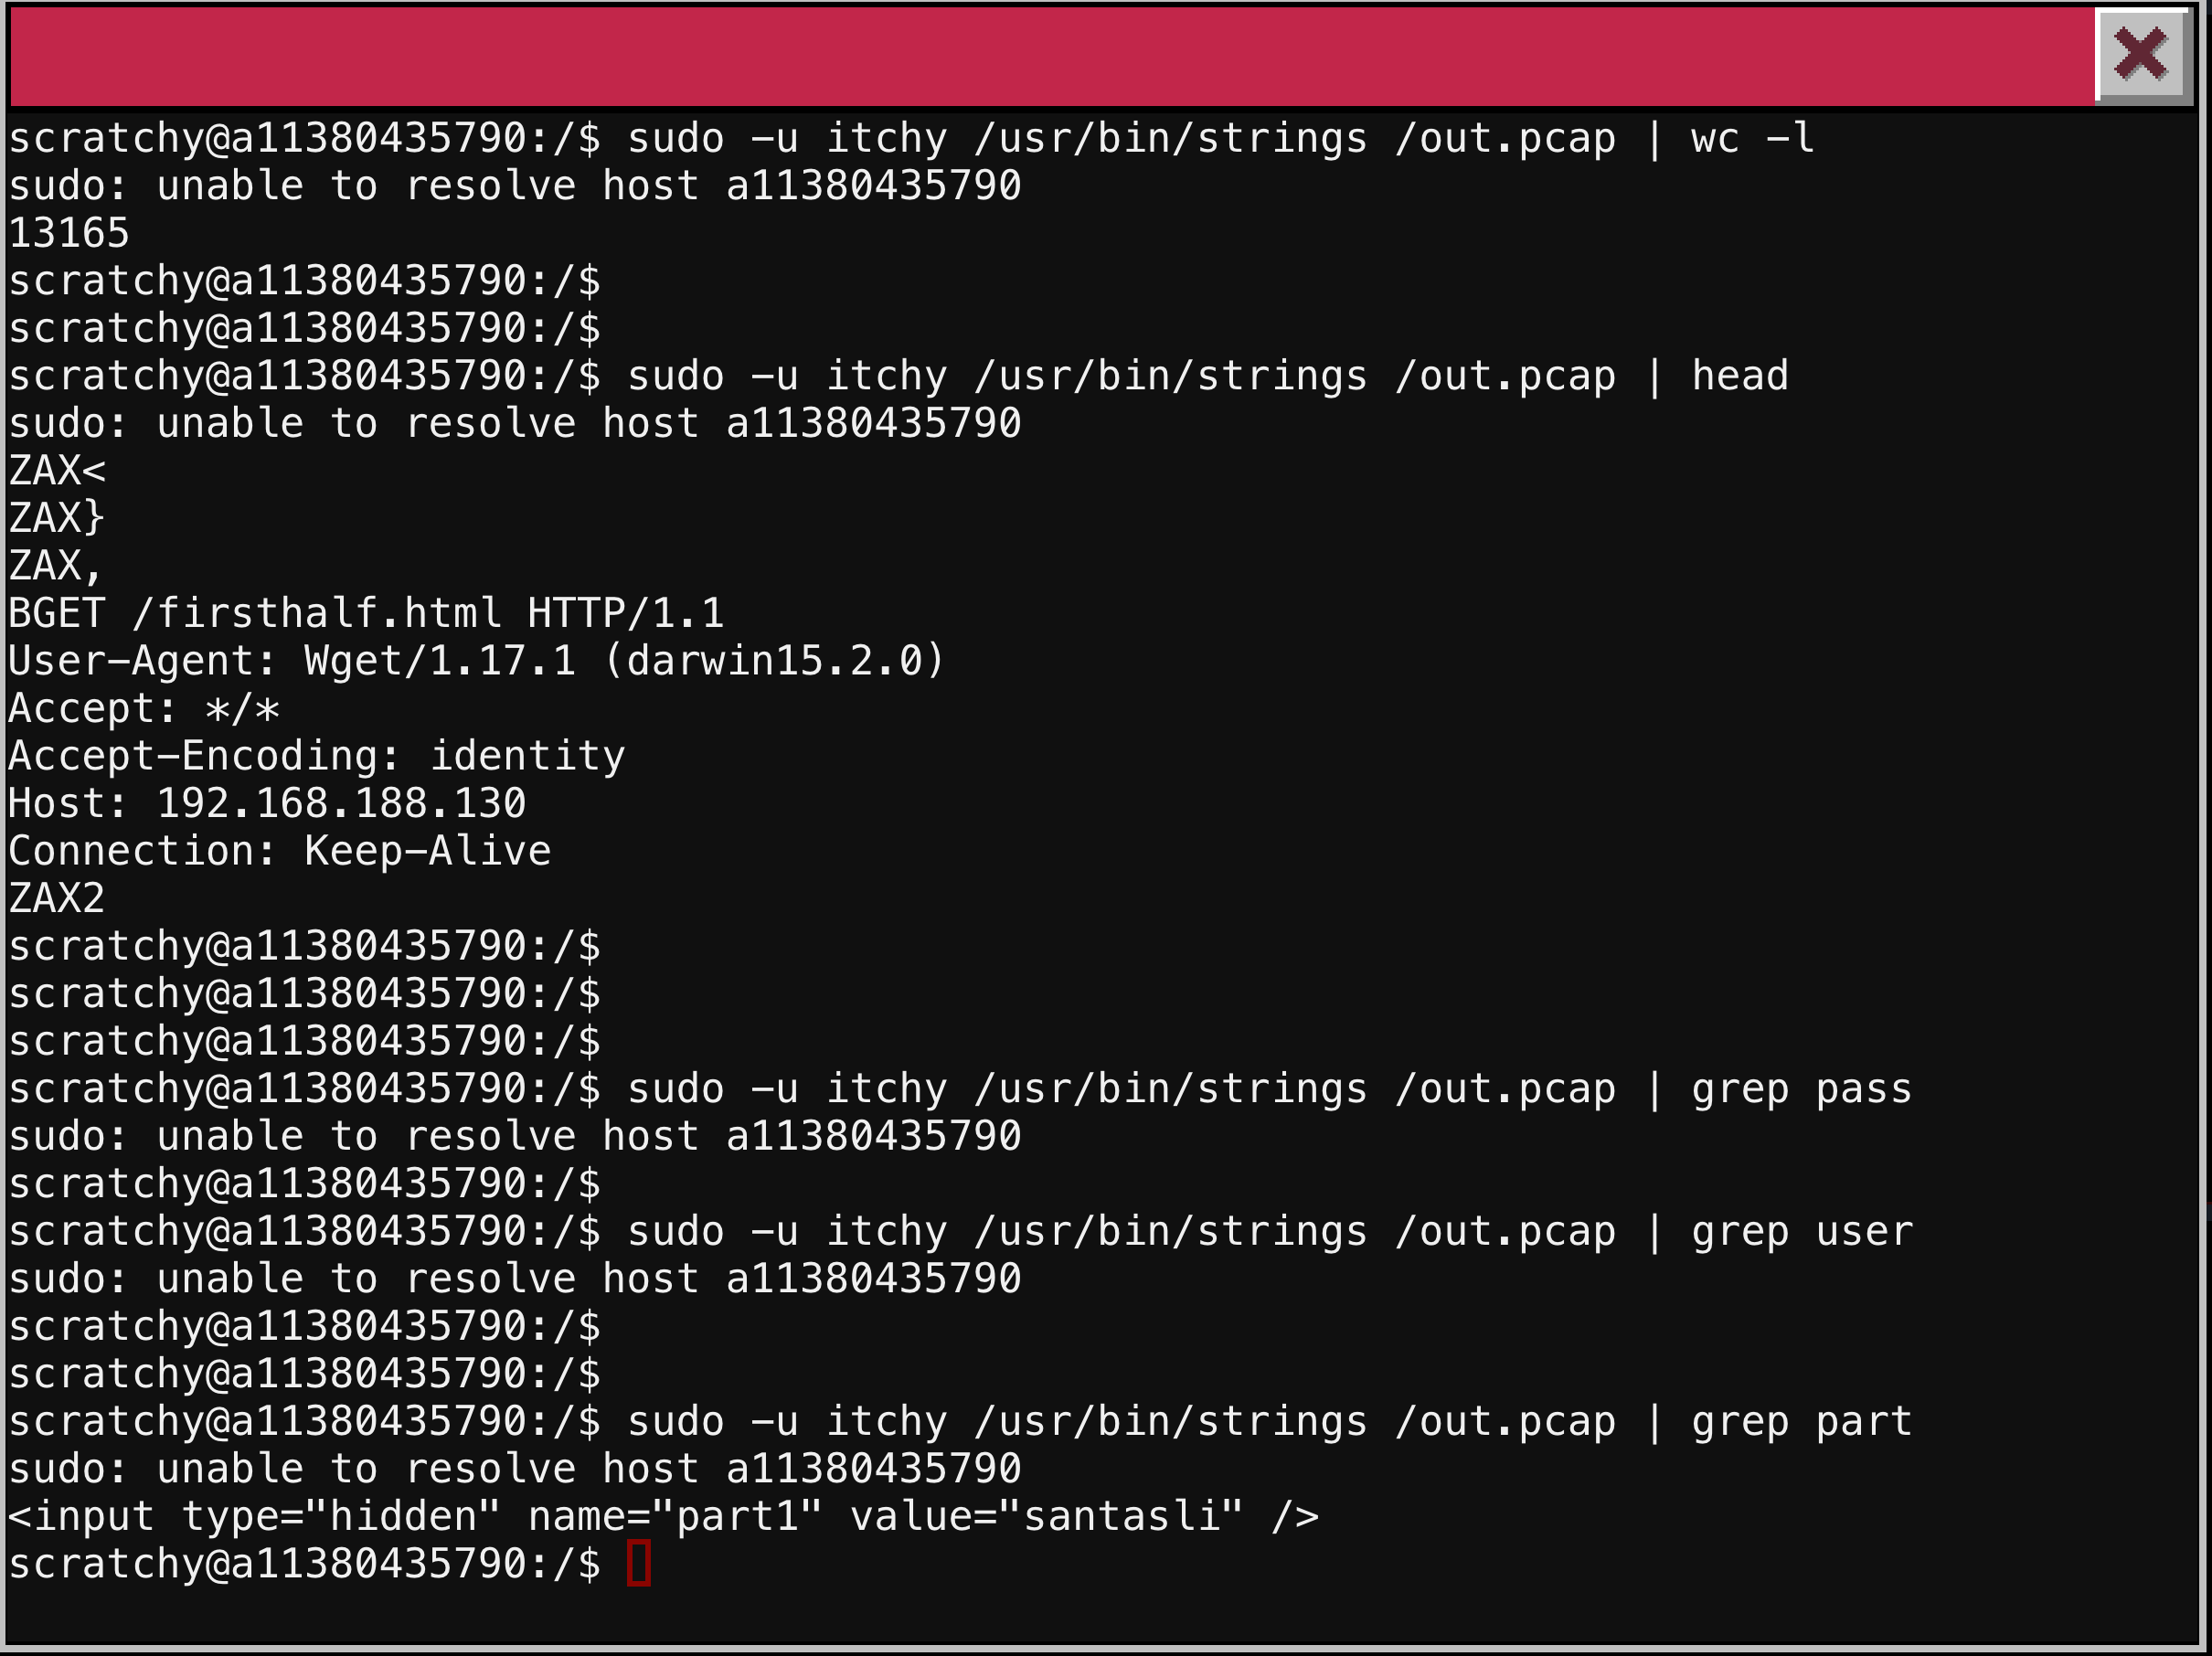 scratchy@a11380435790:/$ sudo -u itchy /usr/bin/strings /out.pcap | wc -l
sudo: unable to resolve host a11380435790
13165
scratchy@a11380435790:/$
scratchy@a11380435790:/$
scratchy@a11380435790:/$ sudo -u itchy /usr/bin/strings /out.pcap | head
sudo: unable to resolve host a11380435790
ZAX<
ZAX}
ZAX,
BGET /firsthalf.html HTTP/1.1
User-Agent: Wget/1.17.1 (darwin15.2.0)
Accept: */*
Accept-Encoding: identity
Host: 192.168.188.130
Connection: Keep-Alive
ZAX2
scratchy@a11380435790:/$
scratchy@a11380435790:/$
scratchy@a11380435790:/$
scratchy@a11380435790:/$ sudo -u itchy /usr/bin/strings /out.pcap | grep pass
sudo: unable to resolve host a11380435790
scratchy@a11380435790:/$
scratchy@a11380435790:/$ sudo -u itchy /usr/bin/strings /out.pcap | grep user
sudo: unable to resolve host a11380435790
scratchy@a11380435790:/$
scratchy@a11380435790:/$
scratchy@a11380435790:/$ sudo -u itchy /usr/bin/strings /out.pcap | grep part
sudo: unable to resolve host a11380435790
<input type="hidden" name="part1" value="santasli" />
scratchy@a11380435790:/$